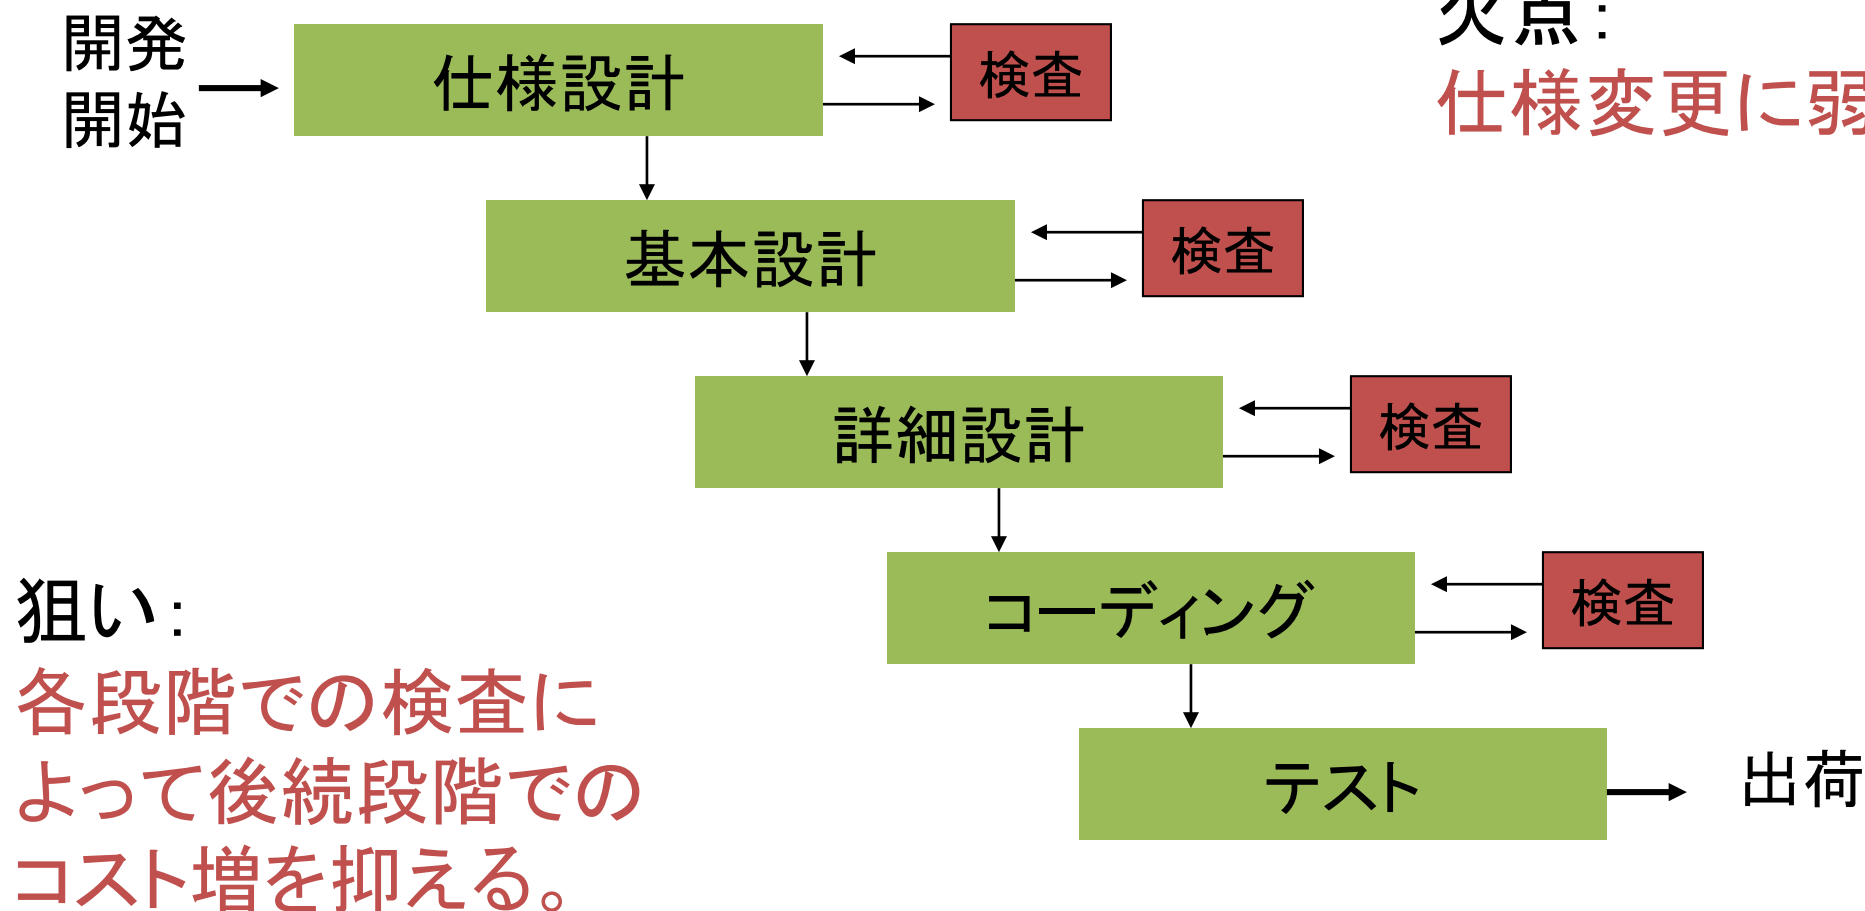 開発
開始
仕様設計
検査
欠点：
仕様変更に弱
基本設計
検査
詳細設計
検査
コーディング
検査
狙い：
各段階での検査に
よって後続段階での
コスト増を抑える。
テスト
出荷